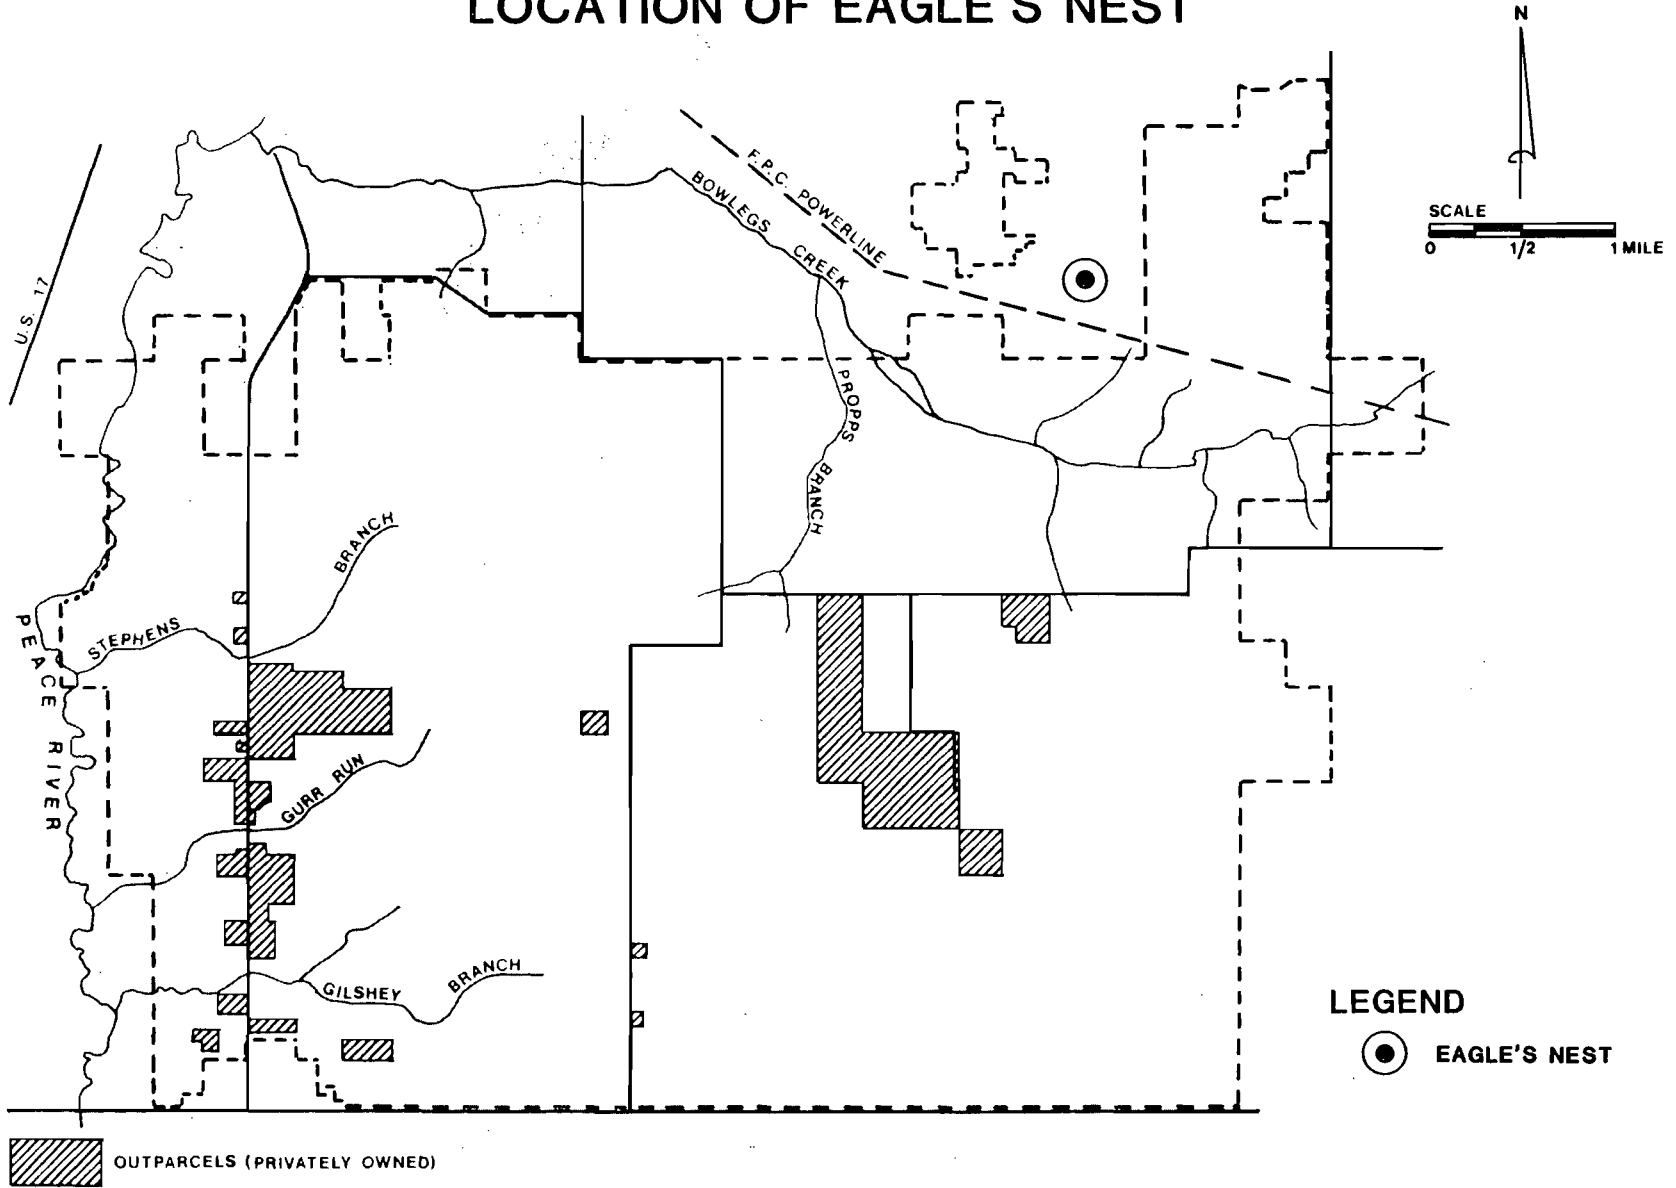 LOCATION OF EAGLE'S NEST
N
SCALE
0 1/2 1 MILE
U.S. 17
F.P.C. POWERLINE
BOWLEGS CREEK
PROPPS BRANCH
BRANCH
STEPHENS
PEACE RIVER
GURR RUN
GILSHEY BRANCH
LEGEND
EAGLE'S NEST
OUTPARCELS (PRIVATELY OWNED)